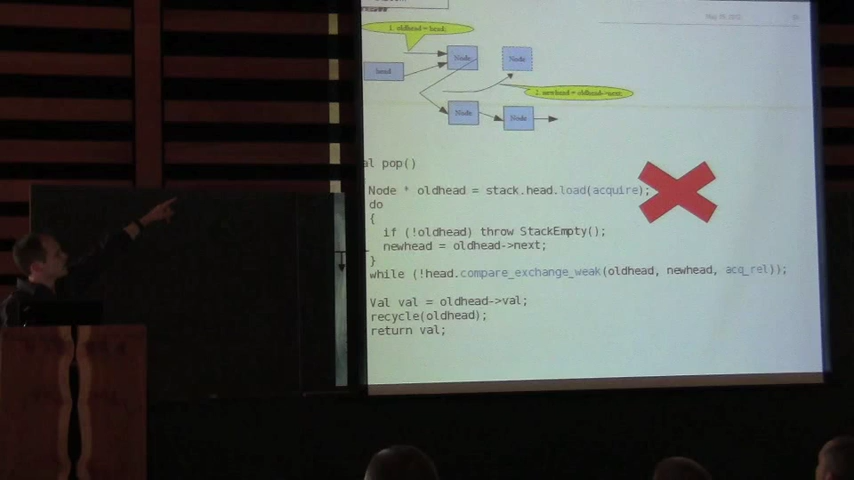 1. oldhead = head;
Node
Node
head
2. newhead = oldhead->next;
Node
Node
al pop()
Node * oldhead = stack.head.load(acquire);
do
{
if (!oldhead) throw StackEmpty();
newhead = oldhead->next;
}
while (!head.compare_exchange_weak(oldhead, newhead, acq_rel));
Val val = oldhead->val;
recycle(oldhead);
return val;